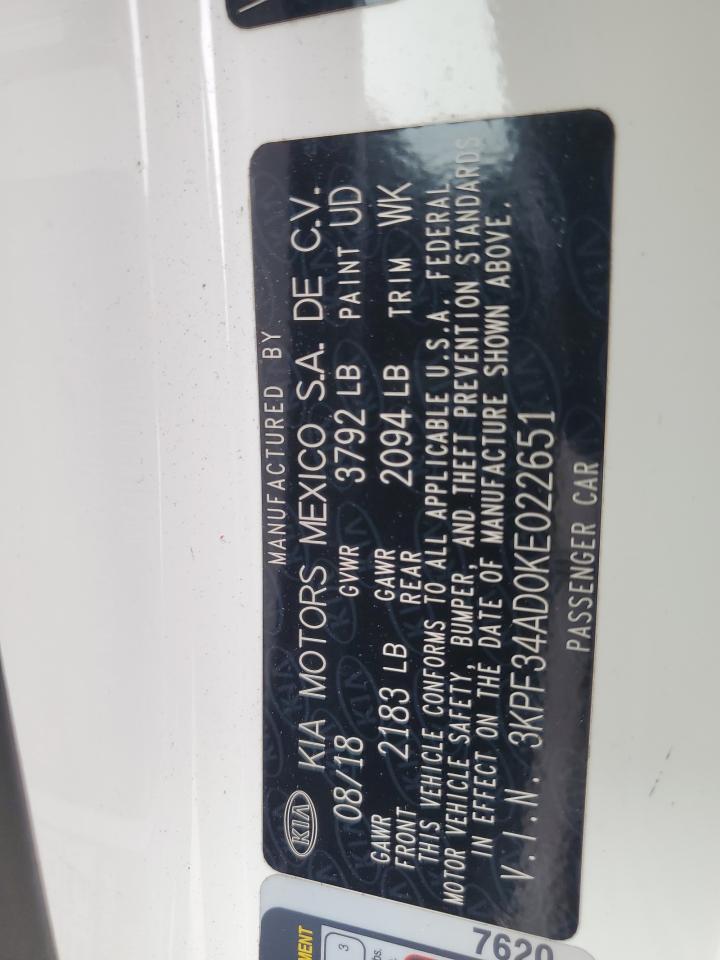 MANUFACTURED BY
KIA KIA MOTORS MEXICO S.A. DE C.V.
08/18 GVWR 3792 LB PAINT UD
GAWR FRONT 2183 LB GAWR REAR 2094 LB TRIM WK
THIS VEHICLE CONFORMS TO ALL APPLICABLE U.S.A. FEDERAL
MOTOR VEHICLE SAFETY, BUMPER, AND THEFT PREVENTION STANDARDS
IN EFFECT ON THE DATE OF MANUFACTURE SHOWN ABOVE.
V.I.N. 3KPF34AD0KE022651
PASSENGER CAR
3
7620